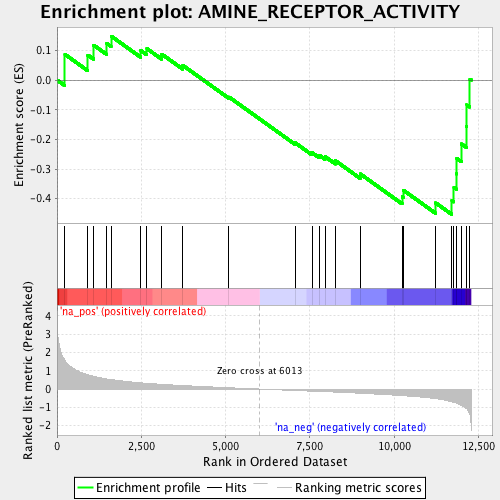 Enrichment plot: AMINE_RECEPTOR_ACTIVITY
Enrichment score (ES)
0.1
0.0
-0.1
-0.2
-0.3
-0.4
'na_pos' (positively correlated)
Ranked list metric (PreRanked)
4
3
2
1
0
-1
-2
Zero cross at 6013
'na_neg' (negatively correlated)
0
2,500
5,000
7,500
10,000
12,500
Rank in Ordered Dataset
Enrichment profile
Hits
Ranking metric scores